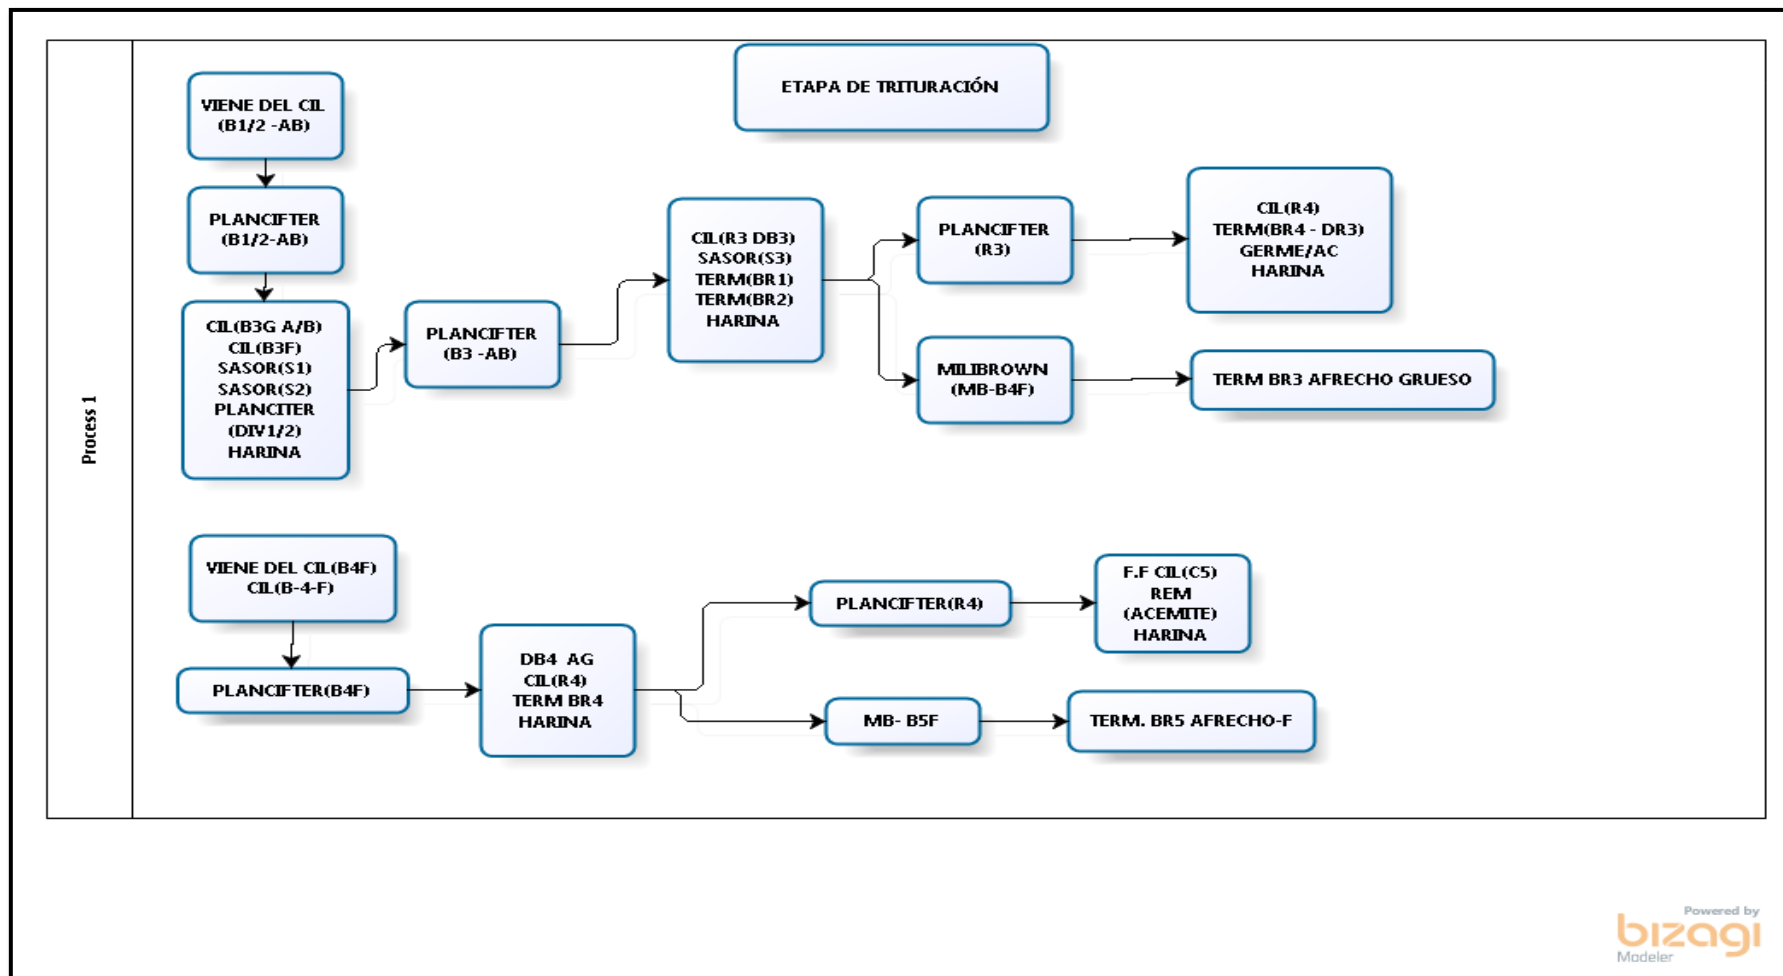 ETAPA DE TRITURACIÓN
VIENE DEL CIL
(B1/2 -AB)
PLANCIFTER
(B1/2-AB)
CIL(B3G A/B)
CIL(B3F)
SASOR(S1)
SASOR(S2)
PLANCITER
(DIV1/2)
HARINA
PLANCIFTER
(B3 -AB)
CIL(R3 DB3)
SASOR(S3)
TERM(BR1)
TERM(BR2)
HARINA
PLANCIFTER
(R3)
CIL(R4)
TERM(BR4 - DR3)
GERME/AC
HARINA
MILIBROWN
(MB-B4F)
TERM BR3 AFRECHO GRUESO
Process 1
VIENE DEL CIL(B4F)
CIL(B-4-F)
PLANCIFTER(B4F)
DB4 AG
CIL(R4)
TERM BR4
HARINA
PLANCIFTER(R4)
F.F CIL(C5)
REM
(ACEMITE)
HARINA
MB- B5F
TERM. BR5 AFRECHO-F
Powered by
bizagi
Modeler